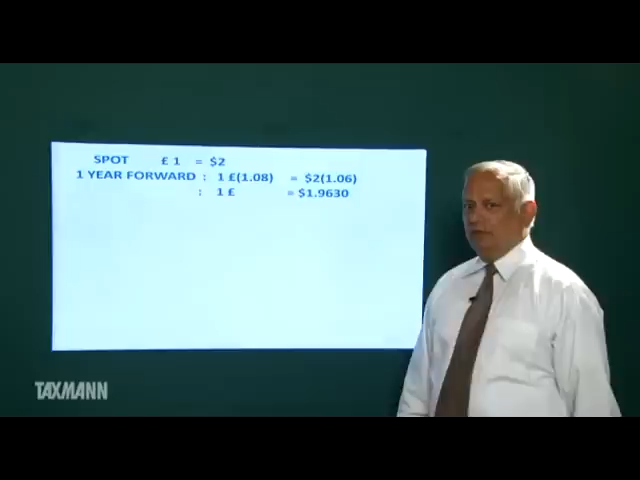 SPOT £ 1 = $2
1 YEAR FORWARD : 1 £(1.08) = $2(1.06)
: 1 £ = $1.9630
TAXMANN